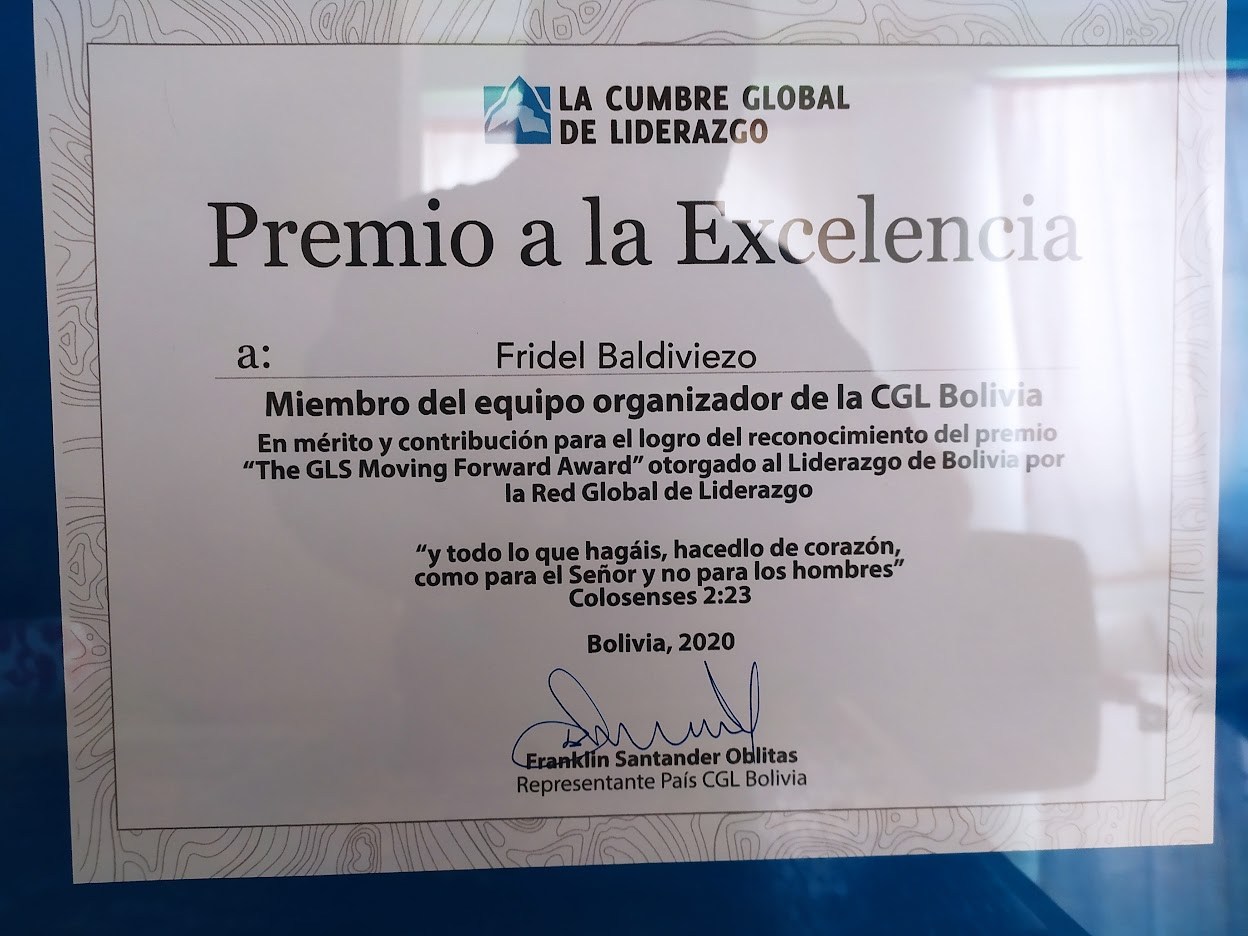 LA CUMBRE GLOBAL
DE LIDERAZGO
Premio a la Excelencia
a: Fridel Baldiviezo
Miembro del equipo organizador de la CGL Bolivia
En mérito y contribución para el logro del reconocimiento del premio
“The GLS Moving Forward Award” otorgado al Liderazgo de Bolivia por
la Red Global de Liderazgo
“y todo lo que hagáis, hacedlo de corazón,
como para el Señor y no para los hombres”
Colosenses 2:23
Bolivia, 2020
Franklin Santander Oblitas
Representante País CGL Bolivia